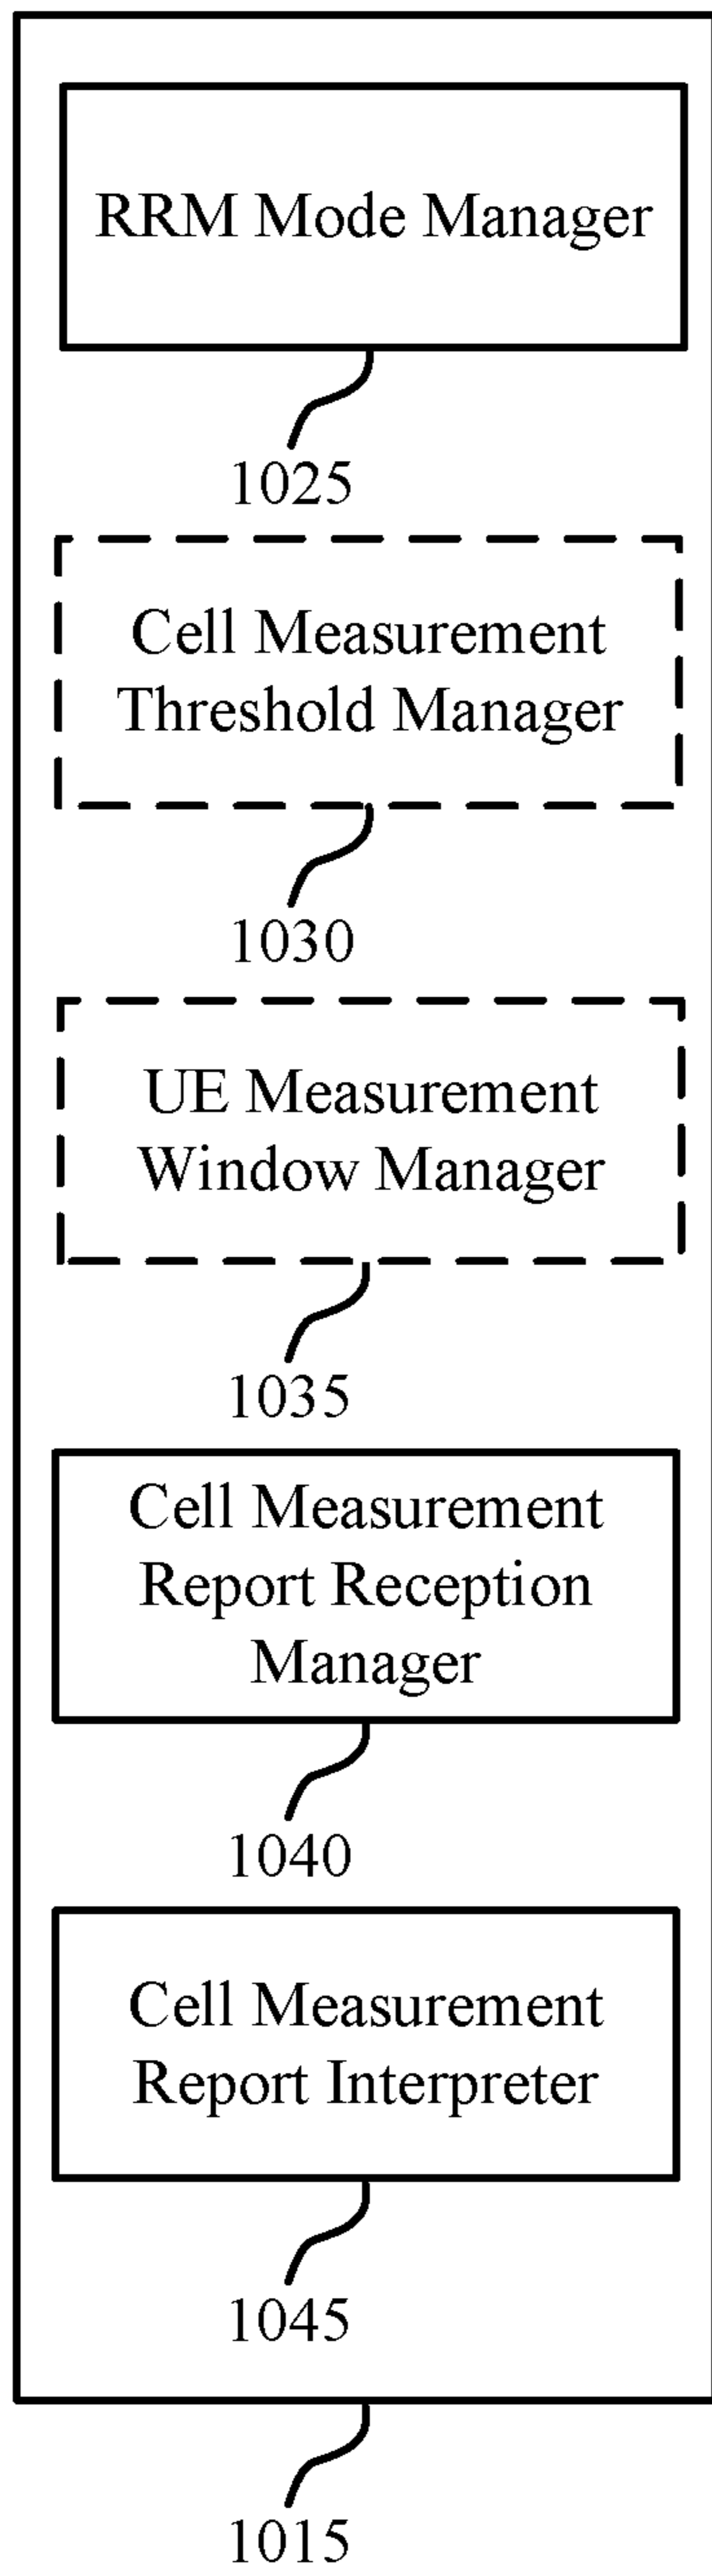 RRM Mode Manager
1025
Cell Measurement
Threshold Manager
1030
UE Measurement
Window Manager
1035
Cell Measurement
Report Reception
Manager
1040
Cell Measurement
Report Interpreter
1045
1015